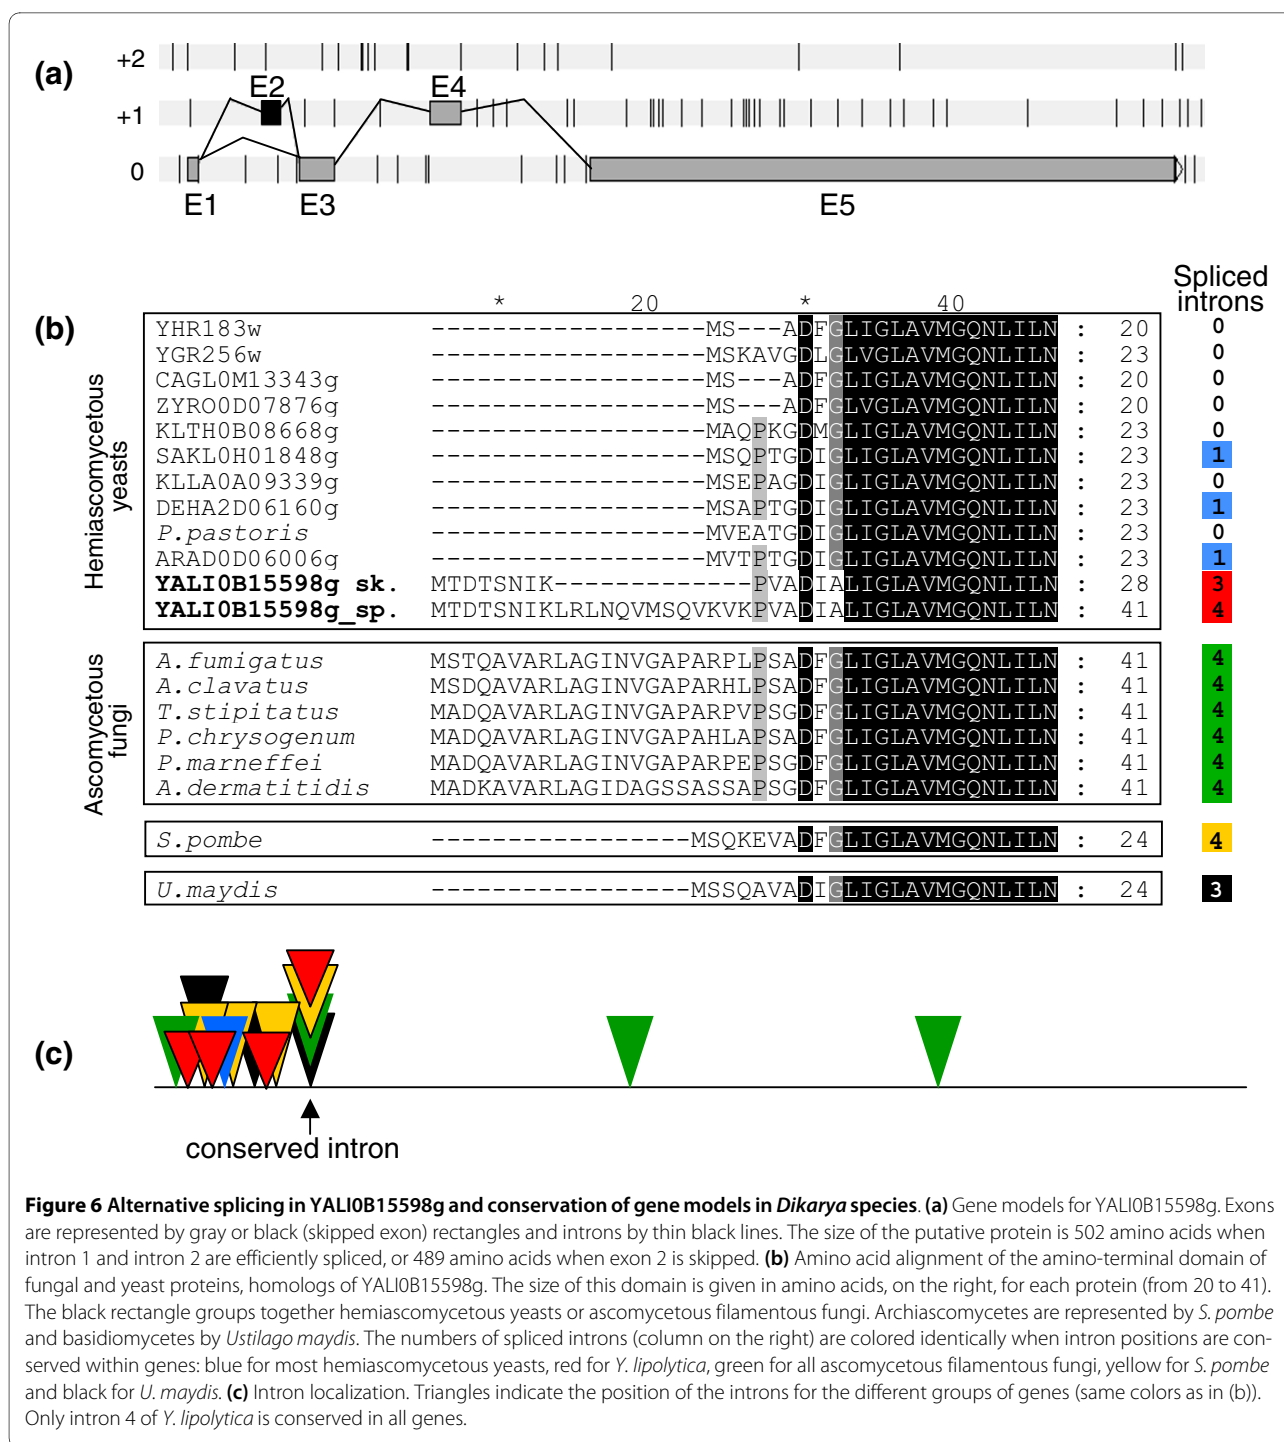 (a)
+2
E2
E4
+1
0
E1
E3
E5
Spliced
introns
* 20 * 40
(b)
Hemiascomycetous
yeasts
YHR183w -----------------​-MS---ADFGLIGLAVMGQNLILN : 20 0
YGR256w ------------------MSKAVGDLGLVGLAVMGQNLILN : 23 0
CAGL0M13343g ------------------MS---ADFGLIGLAVMGQNLILN : 20 0
ZYRO0D07876g ------------------MS---ADFGLVGLAVMGQNLILN : 20 0
KLTH0B08668g ------------------MAQPKGDMGLIGLAVMGQNLILN : 23 0
SAKL0H01848g ------------------MSQPTGDIGLIGLAVMGQNLILN : 23 1
KLLA0A09339g ------------------MSEPAGDIGLIGLAVMGQNLILN : 23 0
DEHA2D06160g ------------------MSAPTGDIGLIGLAVMGQNLILN : 23 1
P.pastoris ------------------MVEATGDIGLIGLAVMGQNLILN : 23 0
ARAD0D06006g ------------------MVTPTGDIGLIGLAVMGQNLILN : 23 1
YALI0B15598g sk. MTDTSNIK-------------PVADIALIGLAVMGQNLILN : 28 3
YALI0B15598g_sp. MTDTSNIKLRLNQVMSQVKVKPVADIALIGLAVMGQNLILN : 41 4
Ascomycetous
fungi
A.fumigatus MSTQAVARLAGINVGAPARPLPSADFGLIGLAVMGQNLILN : 41 4
A.clavatus MSDQAVARLAGINVGAPARHLPSADFGLIGLAVMGQNLILN : 41 4
T.stipitatus MADQAVARLAGINVGAPARPVPSGDFGLIGLAVMGQNLILN : 41 4
P.chrysogenum MADQAVARLAGINVGAPAHLAPSADFGLIGLAVMGQNLILN : 41 4
P.marneffei MADQAVARLAGINVGAPARPEPSGDFGLIGLAVMGQNLILN : 41 4
A.dermatitidis MADKAVARLAGIDAGSSASSAPSGDFGLIGLAVMGQNLILN : 41 4
S.pombe -----------------MSQKEVADFGLIGLAVMGQNLILN : 24 4
U.maydis -----------------MSSQAVADIGLIGLAVMGQNLILN : 24 3
(c)
conserved intron
Figure 6 Alternative splicing in YALI0B15598g and conservation of gene models in Dikarya species. (a) Gene models for YALI0B15598g. Exons
are represented by gray or black (skipped exon) rectangles and introns by thin black lines. The size of the putative protein is 502 amino acids when
intron 1 and intron 2 are efficiently spliced, or 489 amino acids when exon 2 is skipped. (b) Amino acid alignment of the amino-terminal domain of
fungal and yeast proteins, homologs of YALI0B15598g. The size of this domain is given in amino acids, on the right, for each protein (from 20 to 41).
The black rectangle groups together hemiascomycetous yeasts or ascomycetous filamentous fungi. Archiascomycetes are represented by S. pombe
and basidiomycetes by Ustilago maydis. The numbers of spliced introns (column on the right) are colored identically when intron positions are con-
served within genes: blue for most hemiascomycetous yeasts, red for Y. lipolytica, green for all ascomycetous filamentous fungi, yellow for S. pombe
and black for U. maydis. (c) Intron localization. Triangles indicate the position of the introns for the different groups of genes (same colors as in (b)).
Only intron 4 of Y. lipolytica is conserved in all genes.